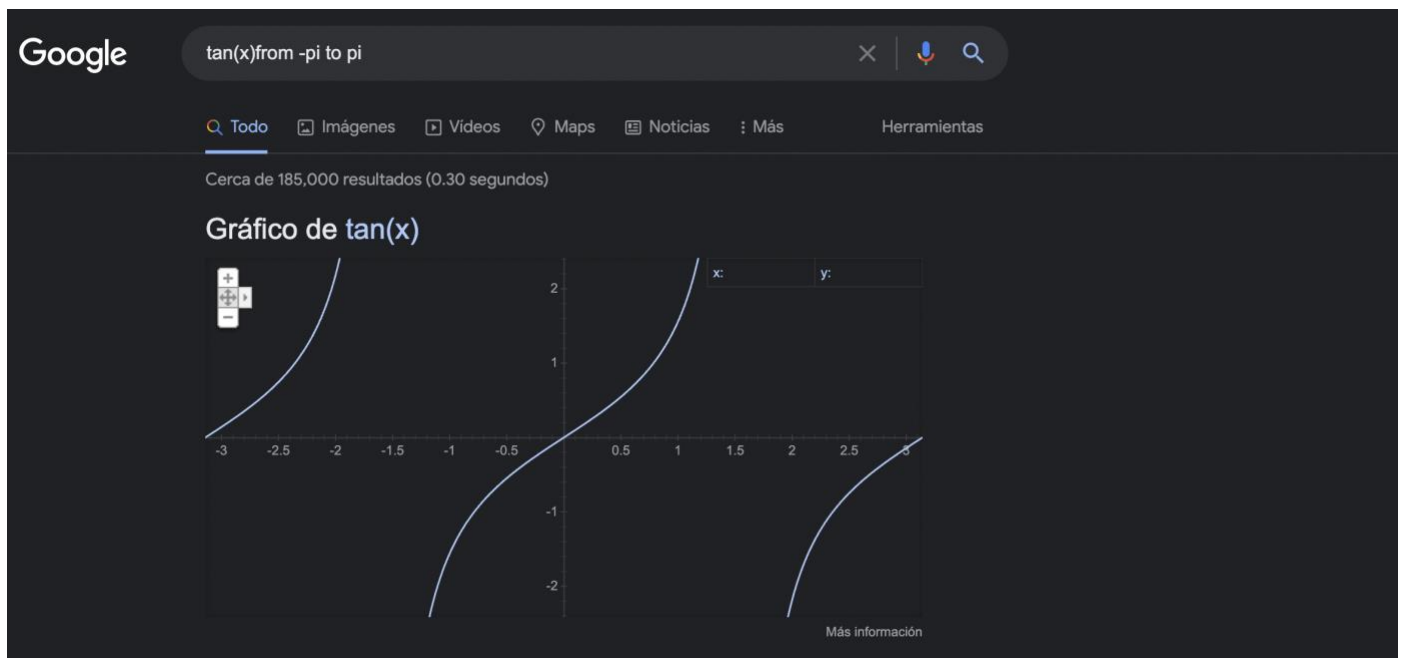 Google
tan(x)from -pi to pi
Todo Imágenes Vídeos Maps Noticias Más Herramientas
Cerca de 185,000 resultados (0.30 segundos)
Gráfico de tan(x)
x: y:
2
1
-3 -2.5 -2 -1.5 -1 -0.5 0.5 1 1.5 2 2.5 3
-1
-2
Más información